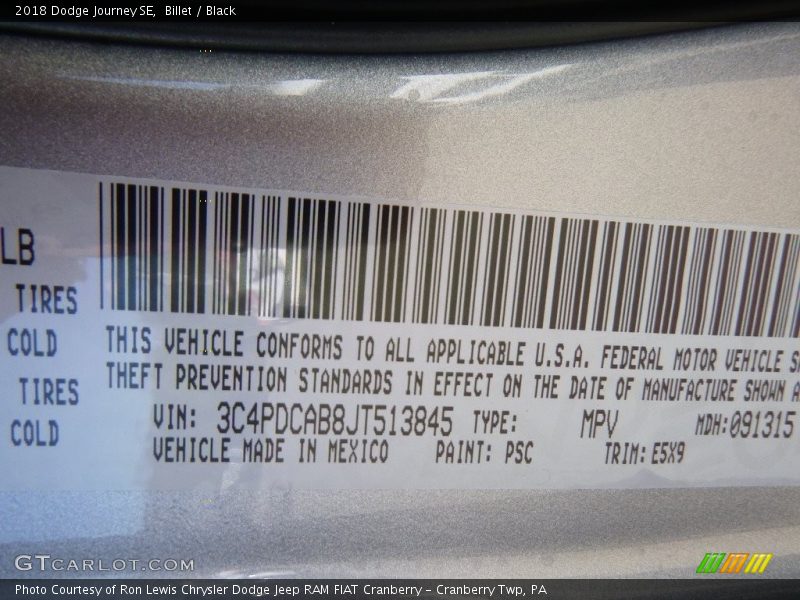 2018 Dodge Journey SE, Billet / Black
LB
TIRES
COLD
TIRES
COLD
THIS VEHICLE CONFORMS TO ALL APPLICABLE U.S.A. FEDERAL MOTOR VEHICLE
THEFT PREVENTION STANDARDS IN EFFECT ON THE DATE OF MANUFACTURE SHOWN
VIN: 3C4PDCAB8JT513845 TYPE: MPV MDH: 091315
VEHICLE MADE IN MEXICO PAINT: PSC TRIM: E5X9
GTCARLOT.COM
Photo Courtesy of Ron Lewis Chrysler Dodge Jeep RAM FIAT Cranberry - Cranberry Twp, PA